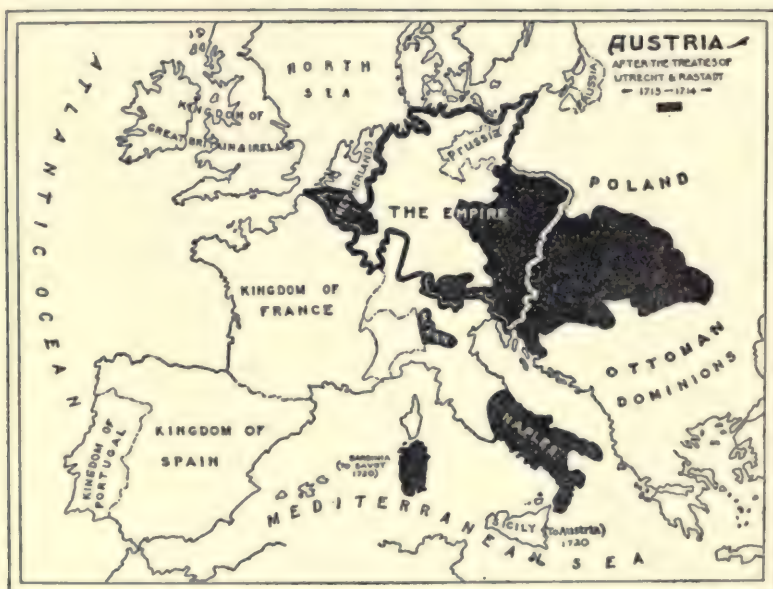 AUSTRIA
AFTER THE TREATIES OF
UTRECHT & RASTADT
1713-1714
ATLANTIC OCEAN
NORTH
SEA
KINGDOM OF
GREAT BRITAIN & IRELAND
NETHERLANDS
Prussia
PRUSSIA
POLAND
THE EMPIRE
KINGDOM OF
FRANCE
OTTOMAN
DOMINIONS
KINGDOM OF
PORTUGAL
KINGDOM OF
SPAIN
SARDINIA
(TO SAVOY
1720)
NAPLES
SICILY (To Austria)
1720
MEDITERRANEAN SEA